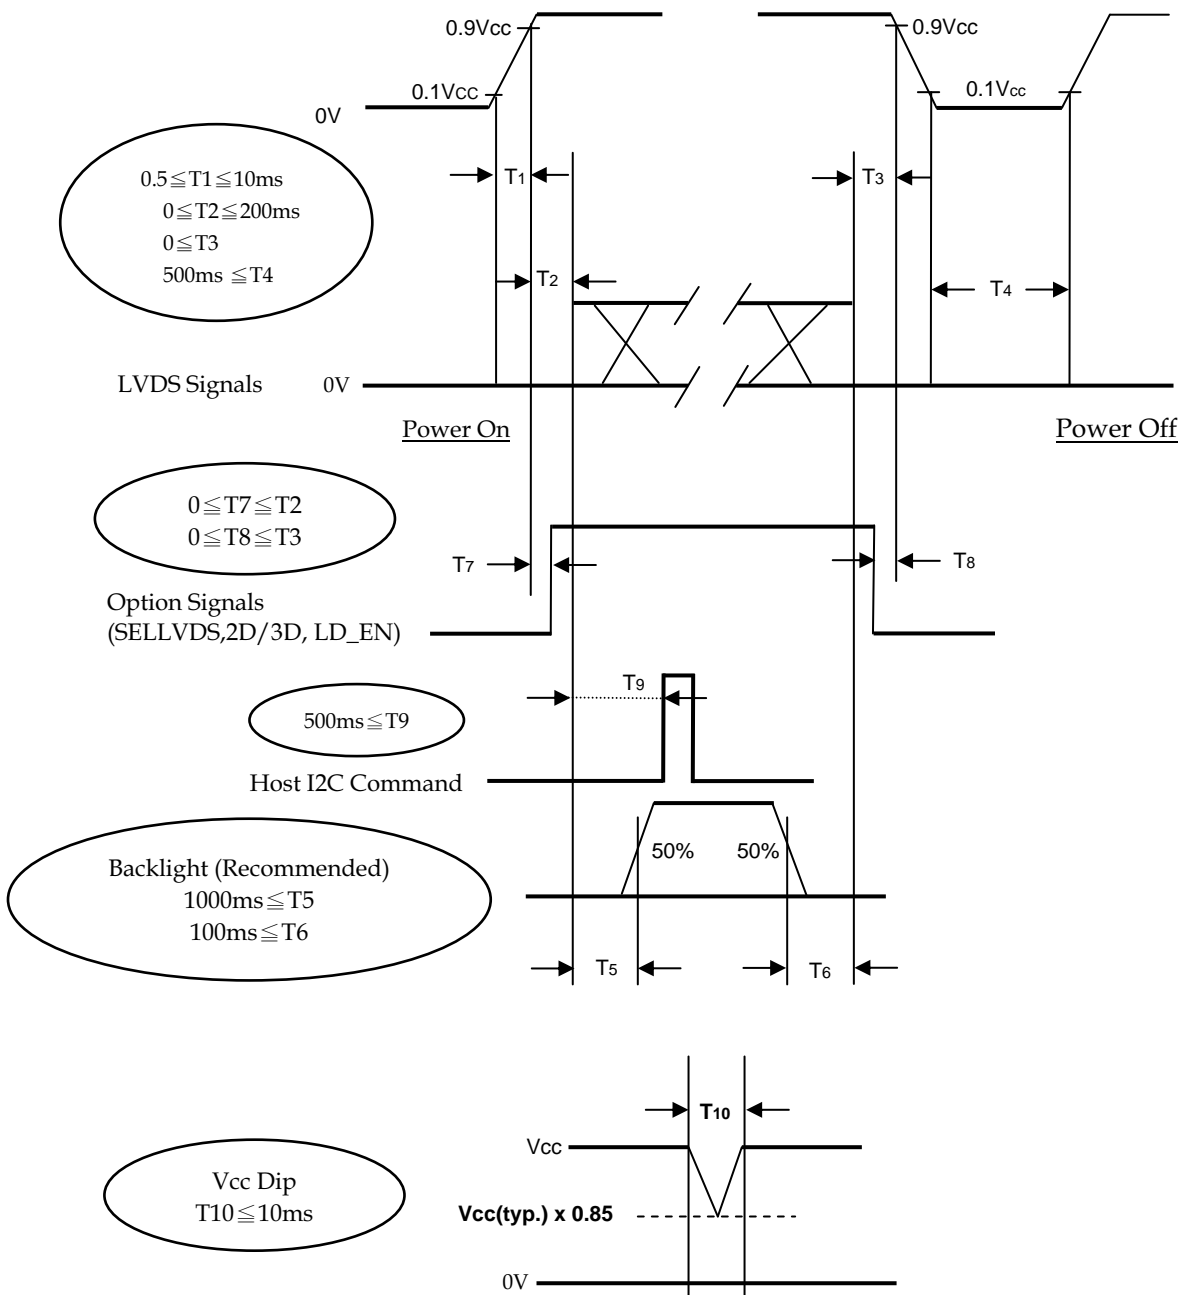 0.9Vcc
0.9Vcc
0.1Vcc
0.1Vcc
0V
0.5≦T1≦10ms
0≦T2≦200ms
0≦T3
500ms ≦T4
T1
T3
T2
T4
LVDS Signals
0V
Power On
Power Off
0≦T7≦T2
0≦T8≦T3
T7
T8
Option Signals
(SELLVDS,2D/3D, LD_EN)
T9
500ms≦T9
Host I2C Command
Backlight (Recommended)
1000ms≦T5
100ms≦T6
50%
50%
T5
T6
T10
Vcc
Vcc Dip
T10≦10ms
Vcc(typ.) x 0.85
0V